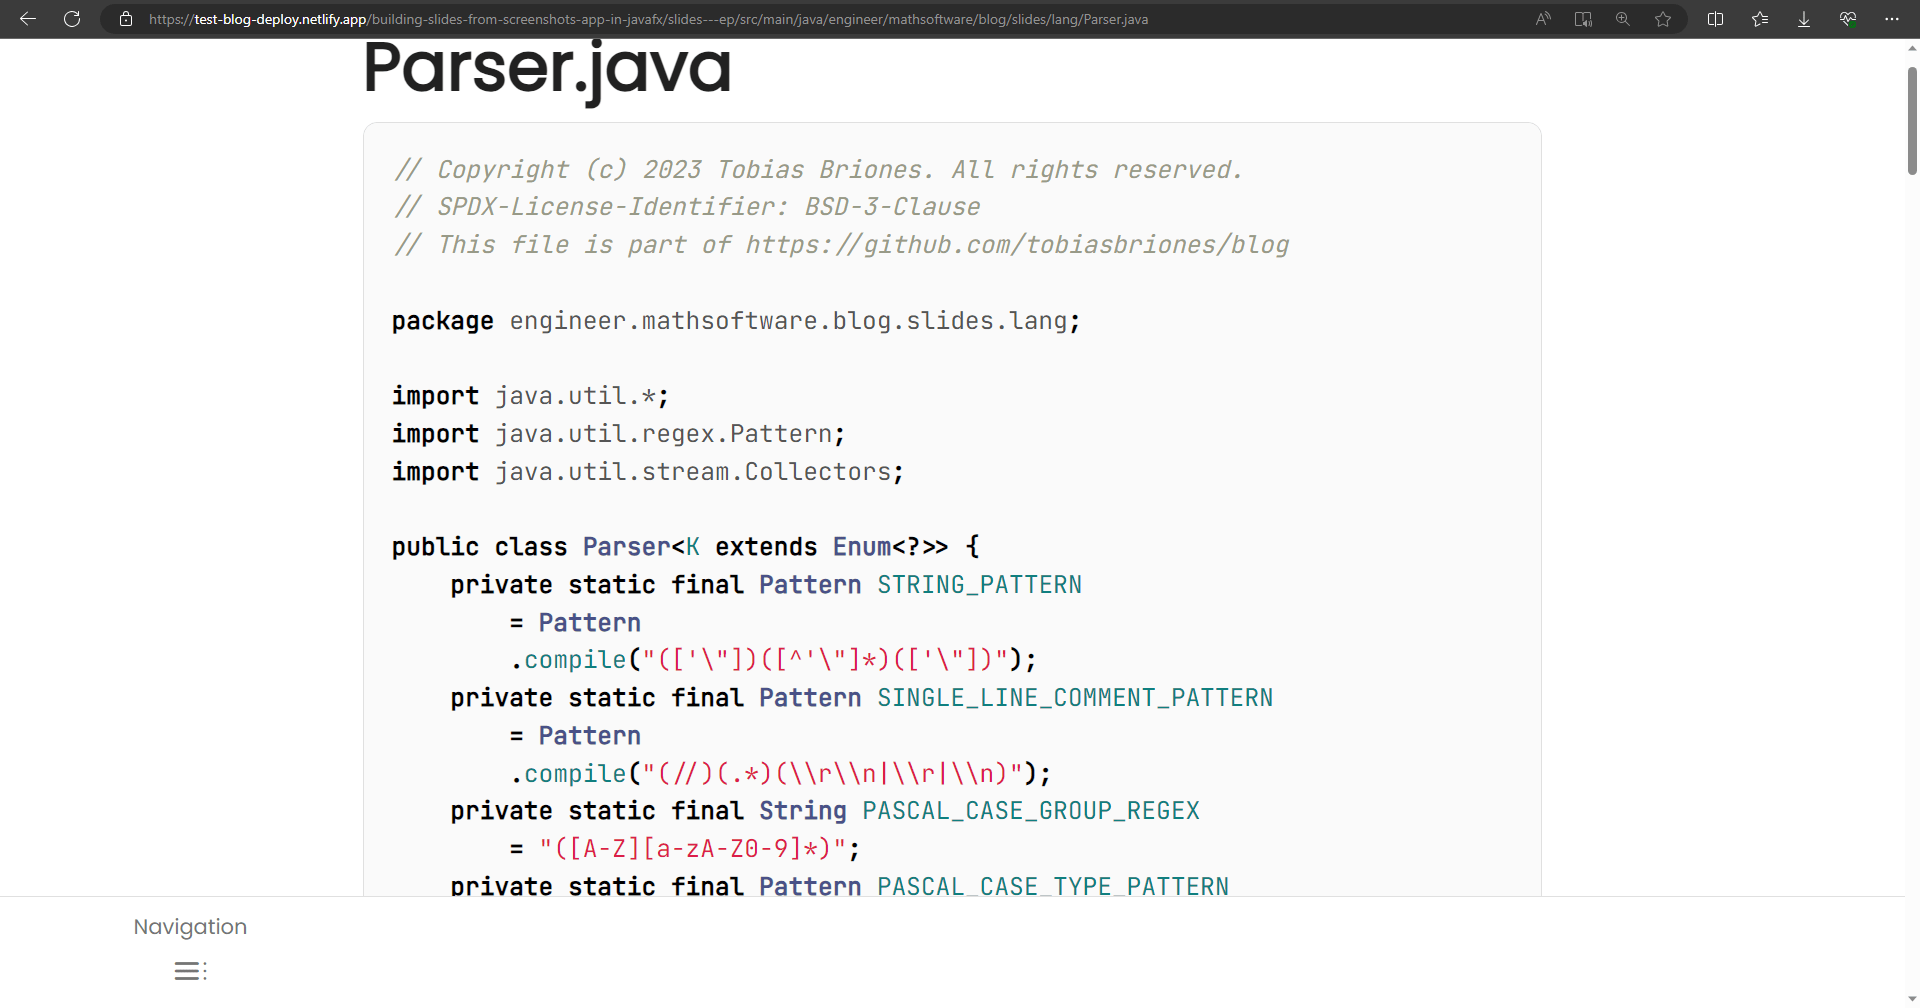 https://test-blog-deploy.netlify.app/building-slides-from-screenshots-app-in-javafx/slides---ep/src/main/java/engineer/mathsoftware/blog/slides/lang/Parser.java
Parser.java
// Copyright (c) 2023 Tobias Briones. All rights reserved.
// SPDX-License-Identifier: BSD-3-Clause
// This file is part of https://github.com/tobiasbriones/blog
package engineer.mathsoftware.blog.slides.lang;
import java.util.*;
import java.util.regex.Pattern;
import java.util.stream.Collectors;
public class Parser<K extends Enum<?>> {
    private static final Pattern STRING_PATTERN
        = Pattern
        .compile("(['\"])([^'\"]*)(['\"])");
    private static final Pattern SINGLE_LINE_COMMENT_PATTERN
        = Pattern
        .compile("(//)(.*)(\\r\\n|\\r|\\n)");
    private static final String PASCAL_CASE_GROUP_REGEX
        = "([A-Z][a-zA-Z0-9]*)";
    private static final Pattern PASCAL_CASE_TYPE_PATTERN
Navigation